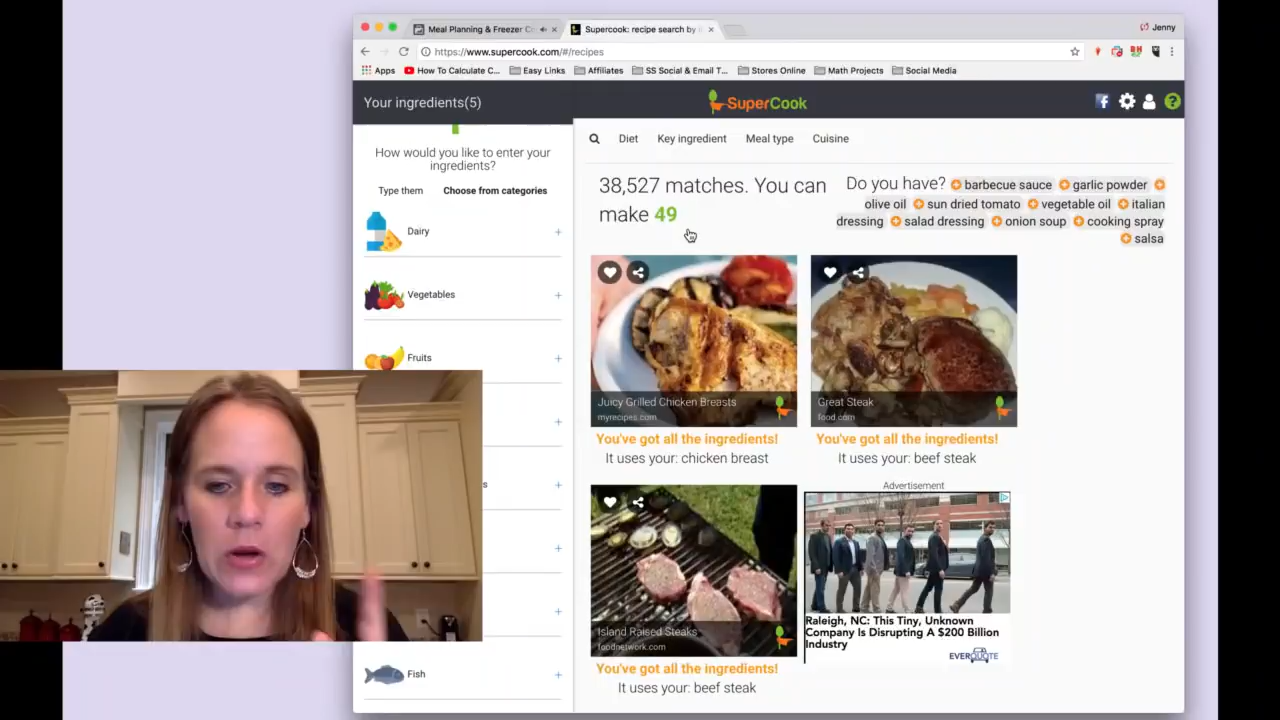 Meal Planning & Freezer C
Supercook: recipe search by i
Jenny
https://www.supercook.com/#/recipes
Apps
How To Calculate C...
Easy Links
Affiliates
SS Social & Email T...
Stores Online
Math Projects
Social Media
Your ingredients(5)
SuperCook
How would you like to enter your
ingredients?
Type them
Choose from categories
Dairy
Vegetables
Fruits
s
Fish
Diet
Key ingredient
Meal type
Cuisine
38,527 matches. You can
make 49
Do you have? barbecue sauce garlic powder
olive oil sun dried tomato vegetable oil italian
dressing salad dressing onion soup cooking spray
salsa
Juicy Grilled Chicken Breasts
myrecipes.com
You've got all the ingredients!
It uses your: chicken breast
Great Steak
food.com
You've got all the ingredients!
It uses your: beef steak
Island Raised Steaks
foodnetwork.com
You've got all the ingredients!
It uses your: beef steak
Advertisement
Raleigh, NC: This Tiny, Unknown
Company Is Disrupting A $200 Billion
Industry
EVERQUOTE